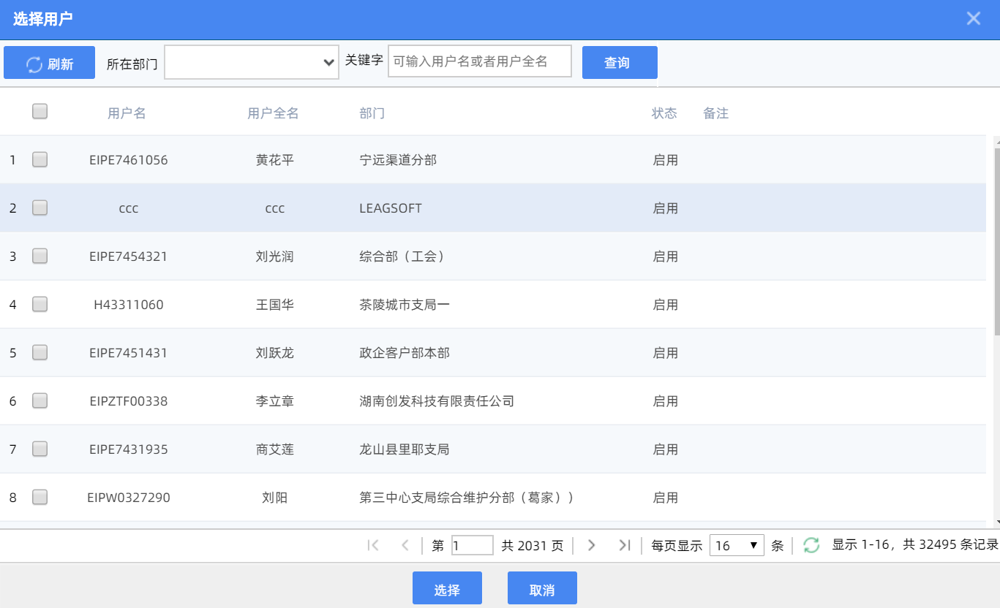 选择用户
刷新 所在部门 关键字 可输入用户名或者用户全名 查询
用户名 用户全名 部门 状态 备注
1 EIPE7461056 黄花平 宁远渠道分部 启用
2 ccc ccc LEAGSOFT 启用
3 EIPE7454321 刘光润 综合部（工会） 启用
4 H43311060 王国华 茶陵城市支局一 启用
5 EIPE7451431 刘跃龙 政企客户部本部 启用
6 EIPZTF00338 李立章 湖南创发科技有限责任公司 启用
7 EIPE7431935 商艾莲 龙山县里耶支局 启用
8 EIPW0327290 刘阳 第三中心支局综合维护分部（葛家）） 启用
第 1 共 2031 页 每页显示 16 条 显示 1-16，共 32495 条记录
选择 取消